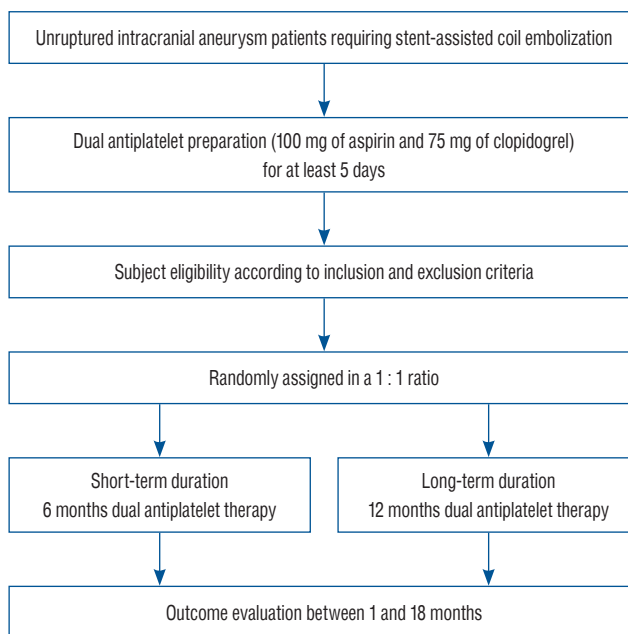 Unruptured intracranial aneurysm patients requiring stent-assisted coil embolization
Dual antiplatelet preparation (100 mg of aspirin and 75 mg of clopidogrel)
for at least 5 days
Subject eligibility according to inclusion and exclusion criteria
Randomly assigned in a 1 : 1 ratio
Short-term duration
6 months dual antiplatelet therapy
Long-term duration
12 months dual antiplatelet therapy
Outcome evaluation between 1 and 18 months